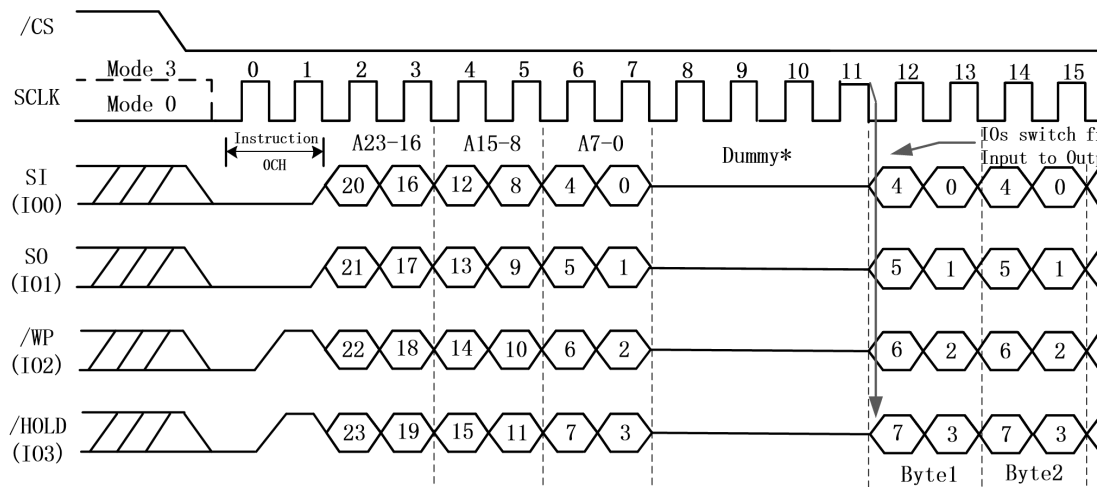 /CS
Mode 3
0 1 2 3 4 5 6 7 8 9 10 11 12 13 14 15
SCLK
Mode 0
Instruction
A23-16 A15-8 A7-0
Dummy*
IOs switch
0CH
Input to
SI
(IO0)
20 16 12 8 4 0 4 0 4 0
SO
(IO1)
21 17 13 9 5 1 5 1 5 1
/WP
(IO2)
22 18 14 10 6 2 6 2 6 2
/HOLD
(IO3)
23 19 15 11 7 3 7 3 7 3
Byte1 Byte2